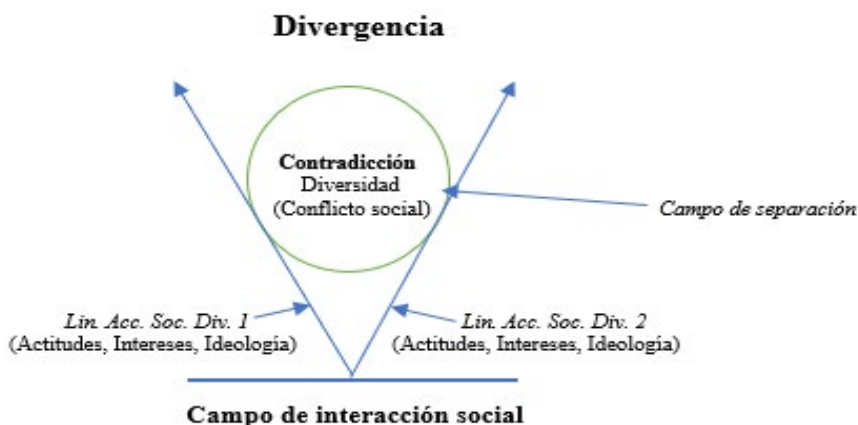 Divergencia
Contradicción
Diversidad
(Conflicto social)
Campo de separación
Lin. Acc. Soc. Div. 1
(Actitudes, Intereses, Ideología)
Lin. Acc. Soc. Div. 2
(Actitudes, Intereses, Ideología)
Campo de interacción social